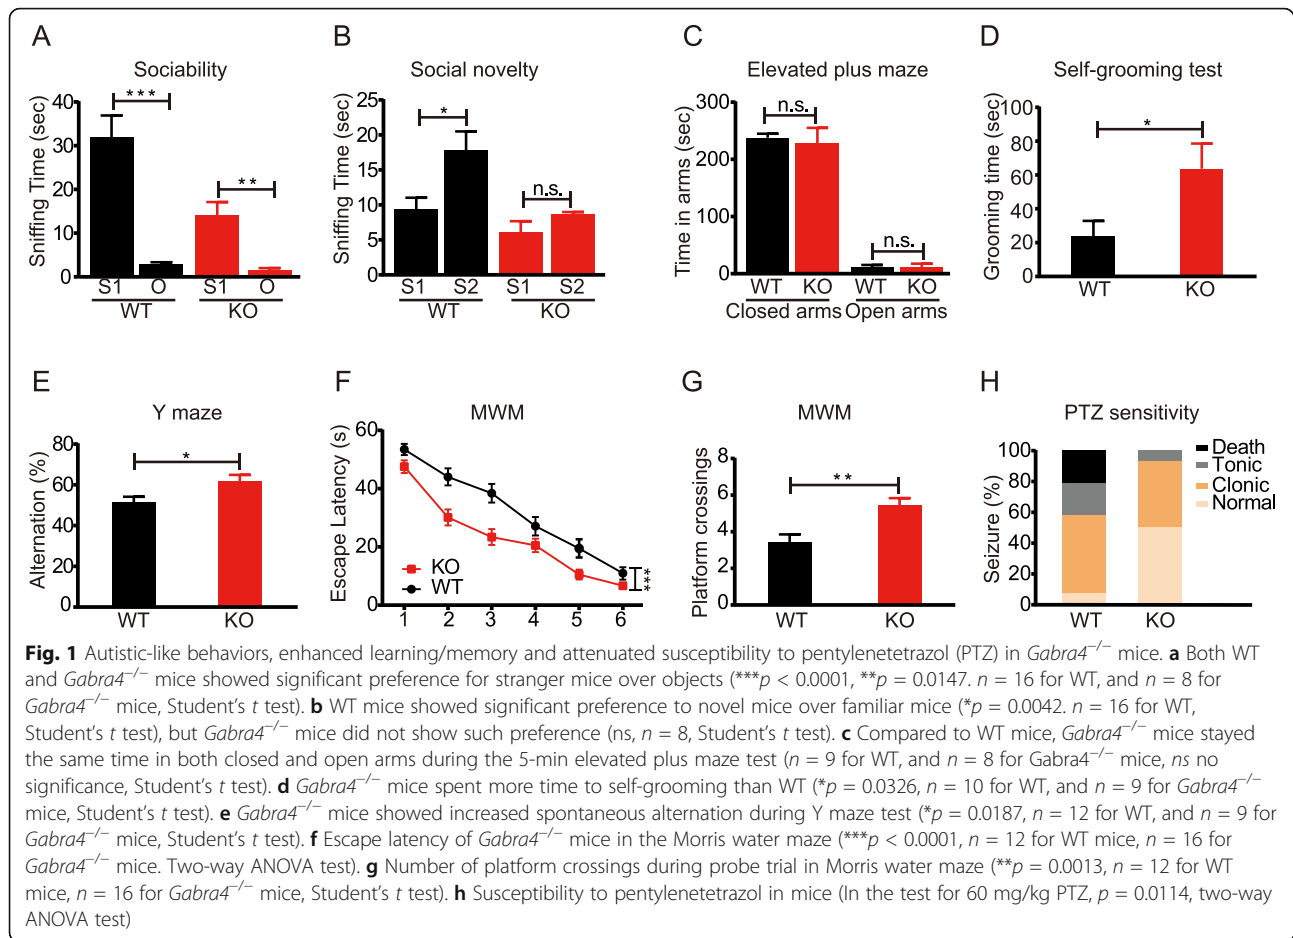 A
Sociability
Sniffing Time (sec)
40
30
20
10
0
***
**
S1 O S1 O
WT KO
B
Social novelty
Sniffing Time (sec)
25
20
15
10
5
0
*
n.s.
S1 S2 S1 S2
WT KO
C
Elevated plus maze
Time in arms (sec)
300
200
100
0
n.s.
n.s.
WT KO WT KO
Closed arms Open arms
D
Self-grooming test
Grooming time (sec)
100
80
60
40
20
0
*
WT KO
E
Y maze
Alternation (%)
80
60
40
20
0
*
WT KO
F
MWM
Escape Latency (s)
60
40
20
0
KO
WT
***
1 2 3 4 5 6
G
MWM
Platform crossings
8
6
4
2
0
**
WT KO
H
PTZ sensitivity
Seizure (%)
100
80
60
40
20
0
Death
Tonic
Clonic
Normal
WT KO
Fig. 1 Autistic-like behaviors, enhanced learning/memory and attenuated susceptibility to pentylenetetrazol (PTZ) in Gabra4−/− mice. a Both WT
and Gabra4−/− mice showed significant preference for stranger mice over objects (***p < 0.0001, **p = 0.0147. n = 16 for WT, and n = 8 for
Gabra4−/− mice, Student's t test). b WT mice showed significant preference to novel mice over familiar mice (*p = 0.0042. n = 16 for WT,
Student's t test), but Gabra4−/− mice did not show such preference (ns, n = 8, Student's t test). c Compared to WT mice, Gabra4−/− mice stayed
the same time in both closed and open arms during the 5-min elevated plus maze test (n = 9 for WT, and n = 8 for Gabra4−/− mice, ns no
significance, Student's t test). d Gabra4−/− mice spent more time to self-grooming than WT (*p = 0.0326, n = 10 for WT, and n = 9 for Gabra4−/−
mice, Student's t test). e Gabra4−/− mice showed increased spontaneous alternation during Y maze test (*p = 0.0187, n = 12 for WT, and n = 9 for
Gabra4−/− mice, Student's t test). f Escape latency of Gabra4−/− mice in the Morris water maze (***p < 0.0001, n = 12 for WT mice, n = 16 for
Gabra4−/− mice. Two-way ANOVA test). g Number of platform crossings during probe trial in Morris water maze (**p = 0.0013, n = 12 for WT
mice, n = 16 for Gabra4−/− mice, Student's t test). h Susceptibility to pentylenetetrazol in mice (In the test for 60 mg/kg PTZ, p = 0.0114, two-way
ANOVA test)